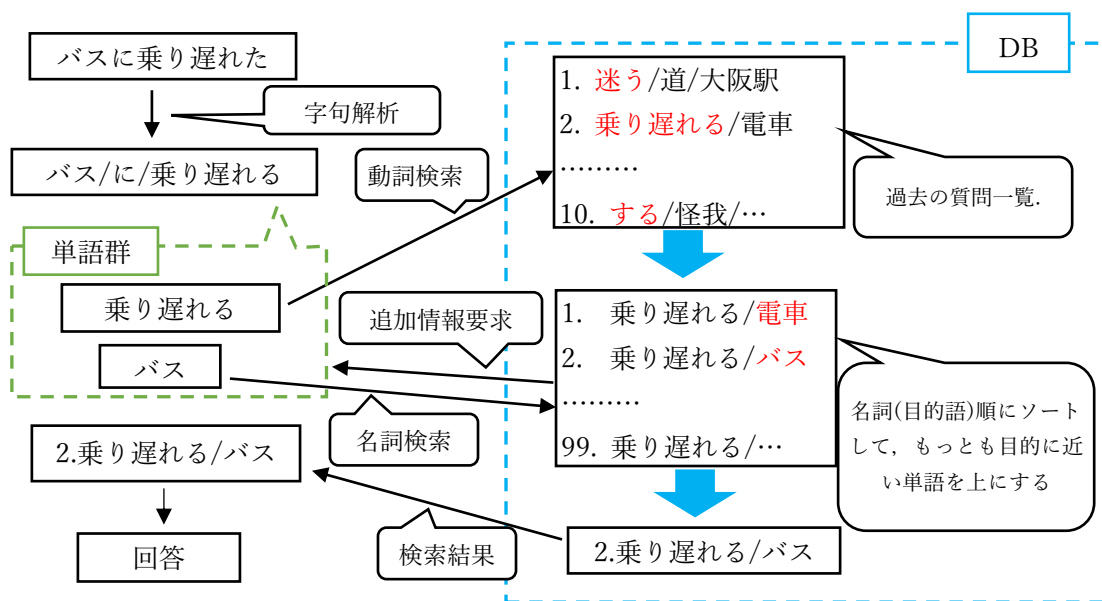 バスに乗り遅れた
字句解析
バス/に/乗り遅れる
単語群
乗り遅れる
バス
動詞検索
追加情報要求
名詞検索
2.乗り遅れる/バス
回答
検索結果
DB
1. 迷う/道/大阪駅
2. 乗り遅れる/電車
………
10. する/怪我/…
過去の質問一覧.
1. 乗り遅れる/電車
2. 乗り遅れる/バス
………
99. 乗り遅れる/…
名詞(目的語)順にソート
して，もっとも目的に近
い単語を上にする
2.乗り遅れる/バス